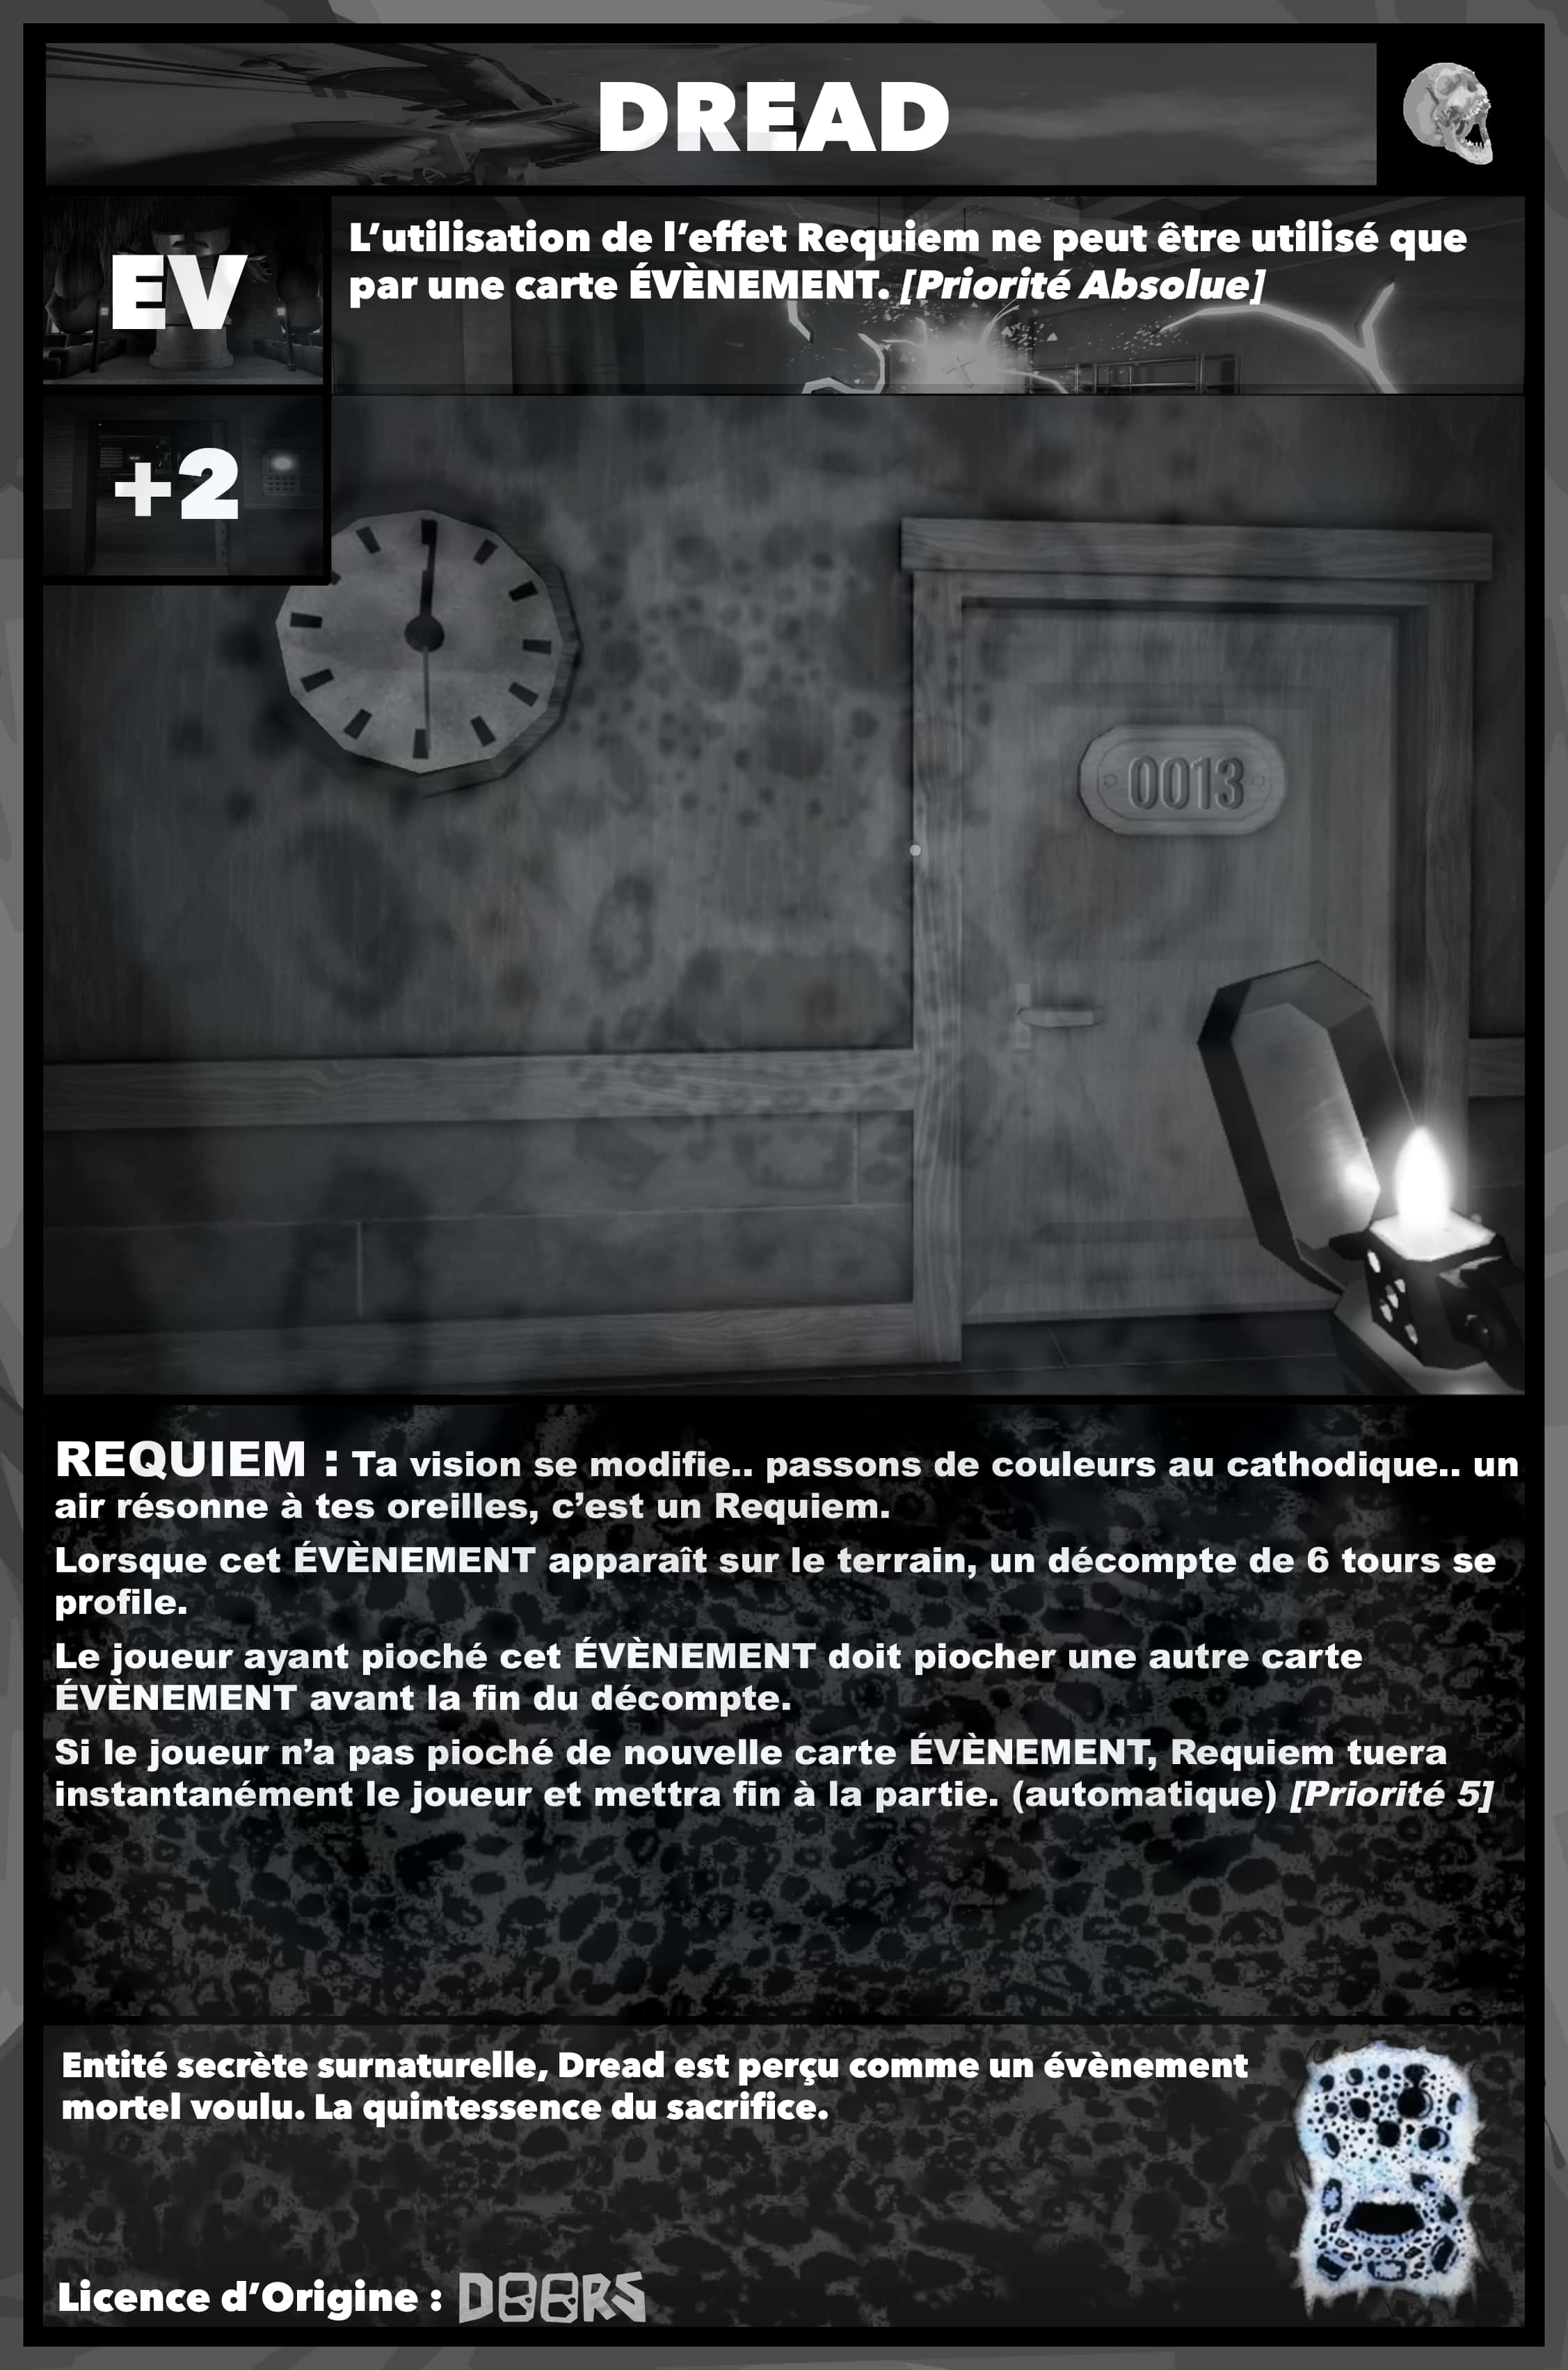 DREAD
EV
L’utilisation de l’effet Requiem ne peut être utilisé que
par une carte ÉVÈNEMENT. [Priorité Absolue]
+2
0013
REQUIEM : Ta vision se modifie.. passons de couleurs au cathodique.. un
air résonne à tes oreilles, c’est un Requiem.
Lorsque cet ÉVÈNEMENT apparaît sur le terrain, un décompte de 6 tours se
profile.
Le joueur ayant pioché cet ÉVÈNEMENT doit piocher une autre carte
ÉVÈNEMENT avant la fin du décompte.
Si le joueur n’a pas pioché de nouvelle carte ÉVÈNEMENT, Requiem tuera
instantanément le joueur et mettra fin à la partie. (automatique) [Priorité 5]
Entité secrète surnaturelle, Dread est perçu comme un évènement
mortel voulu. La quintessence du sacrifice.
Licence d’Origine : DOORS